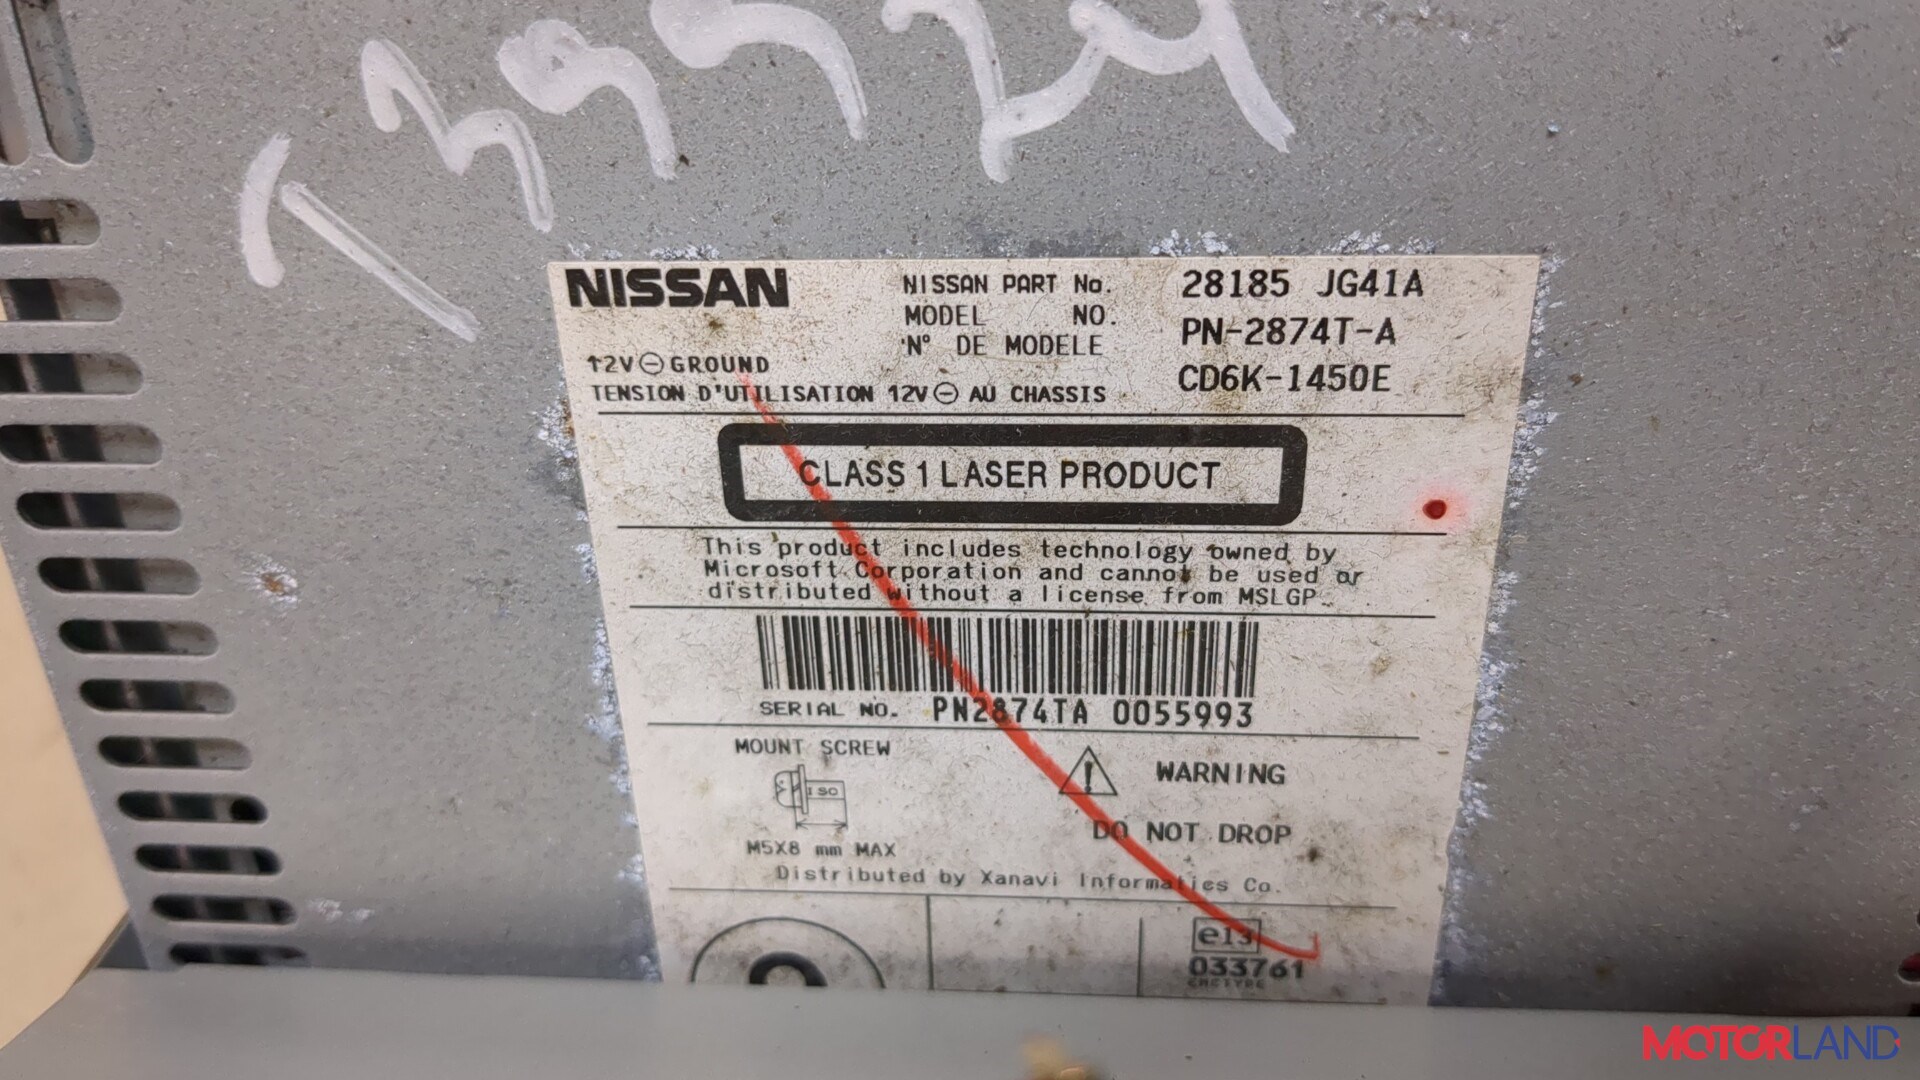 T39924
NISSAN
NISSAN PART No. 28185 JG41A
MODEL NO. PN-2874T-A
N° DE MODELE CD6K-1450E
12V ⊖ GROUND
TENSION D'UTILISATION 12V ⊖ AU CHASSIS
CLASS 1 LASER PRODUCT
This product includes technology owned by
Microsoft Corporation and cannot be used or
distributed without a license from MSLGP.
SERIAL NO. PN2874TA 0055993
MOUNT SCREW
ISO
M5X8 mm MAX
WARNING
DO NOT DROP
Distributed by Xanavi Informatics Co.
e13
033761
MOTORLAND